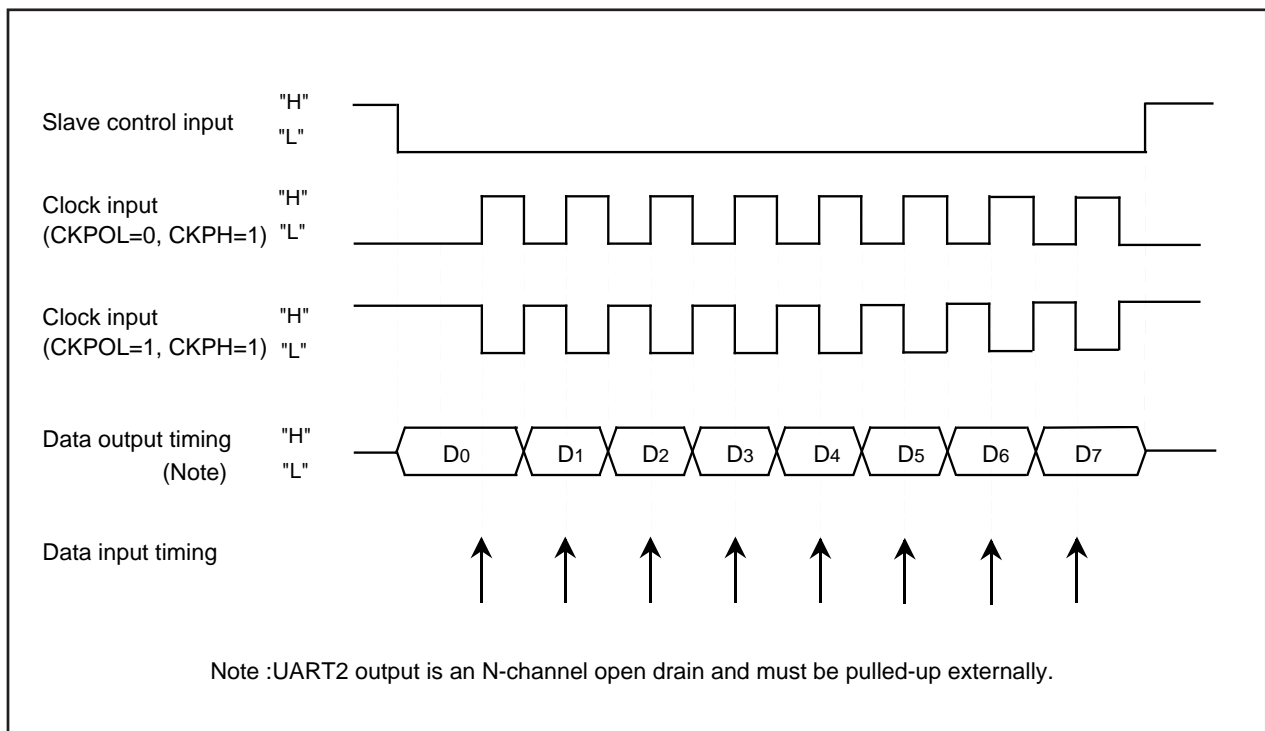 Slave control input
"H"
"L"
Clock input
(CKPOL=0, CKPH=1)
"H"
"L"
Clock input
(CKPOL=1, CKPH=1)
"H"
"L"
Data output timing
(Note)
"H"
"L"
D0 D1 D2 D3 D4 D5 D6 D7
Data input timing
Note :UART2 output is an N-channel open drain and must be pulled-up externally.